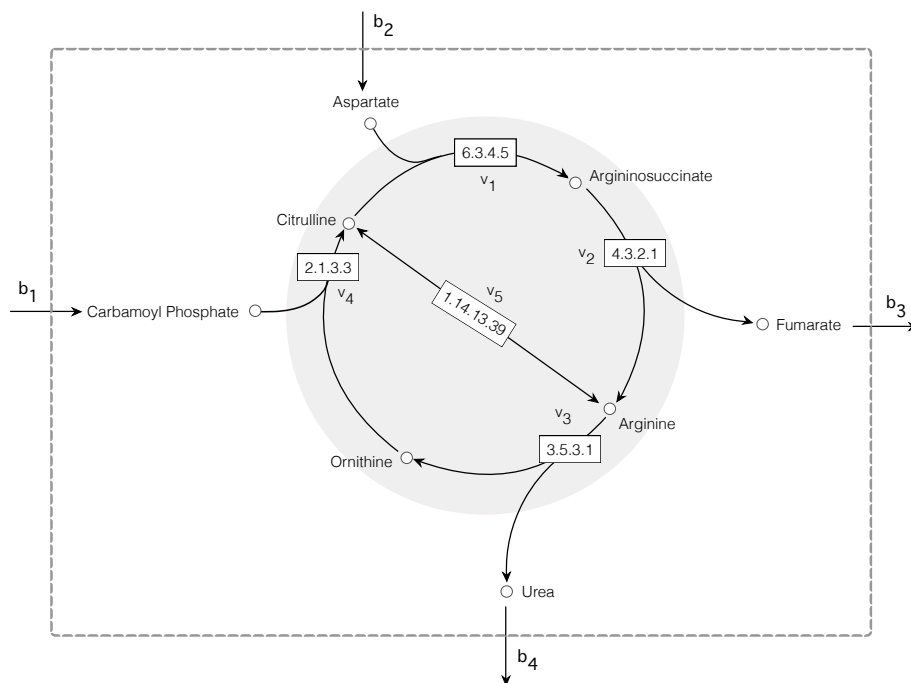 b2
Aspartate
6.3.4.5
v1
Argininosuccinate
Citrulline
v2
4.3.2.1
2.1.3.3
v4
v5
1.14.13.39
b1
Carbamoyl Phosphate
b3
Fumarate
v3
Arginine
3.5.3.1
Ornithine
Urea
b4